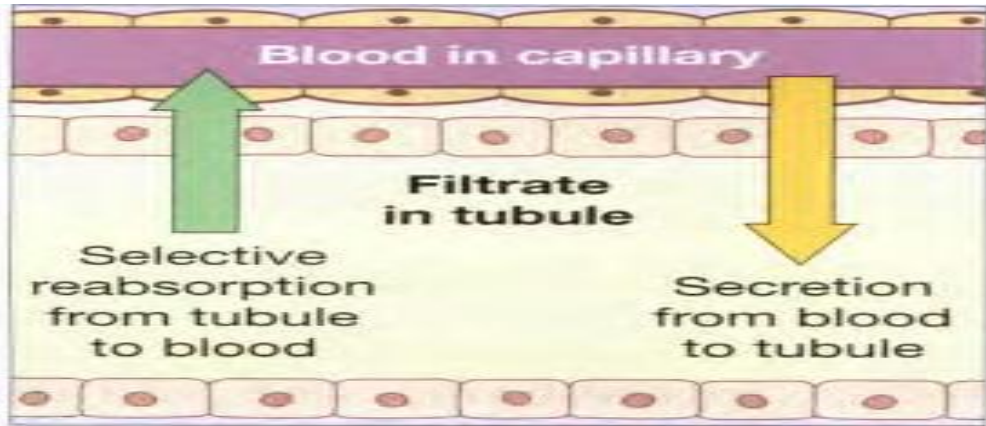 Blood in capillary
Filtrate
in tubule
Selective
reabsorption
from tubule
to blood
Secretion
from blood
to tubule